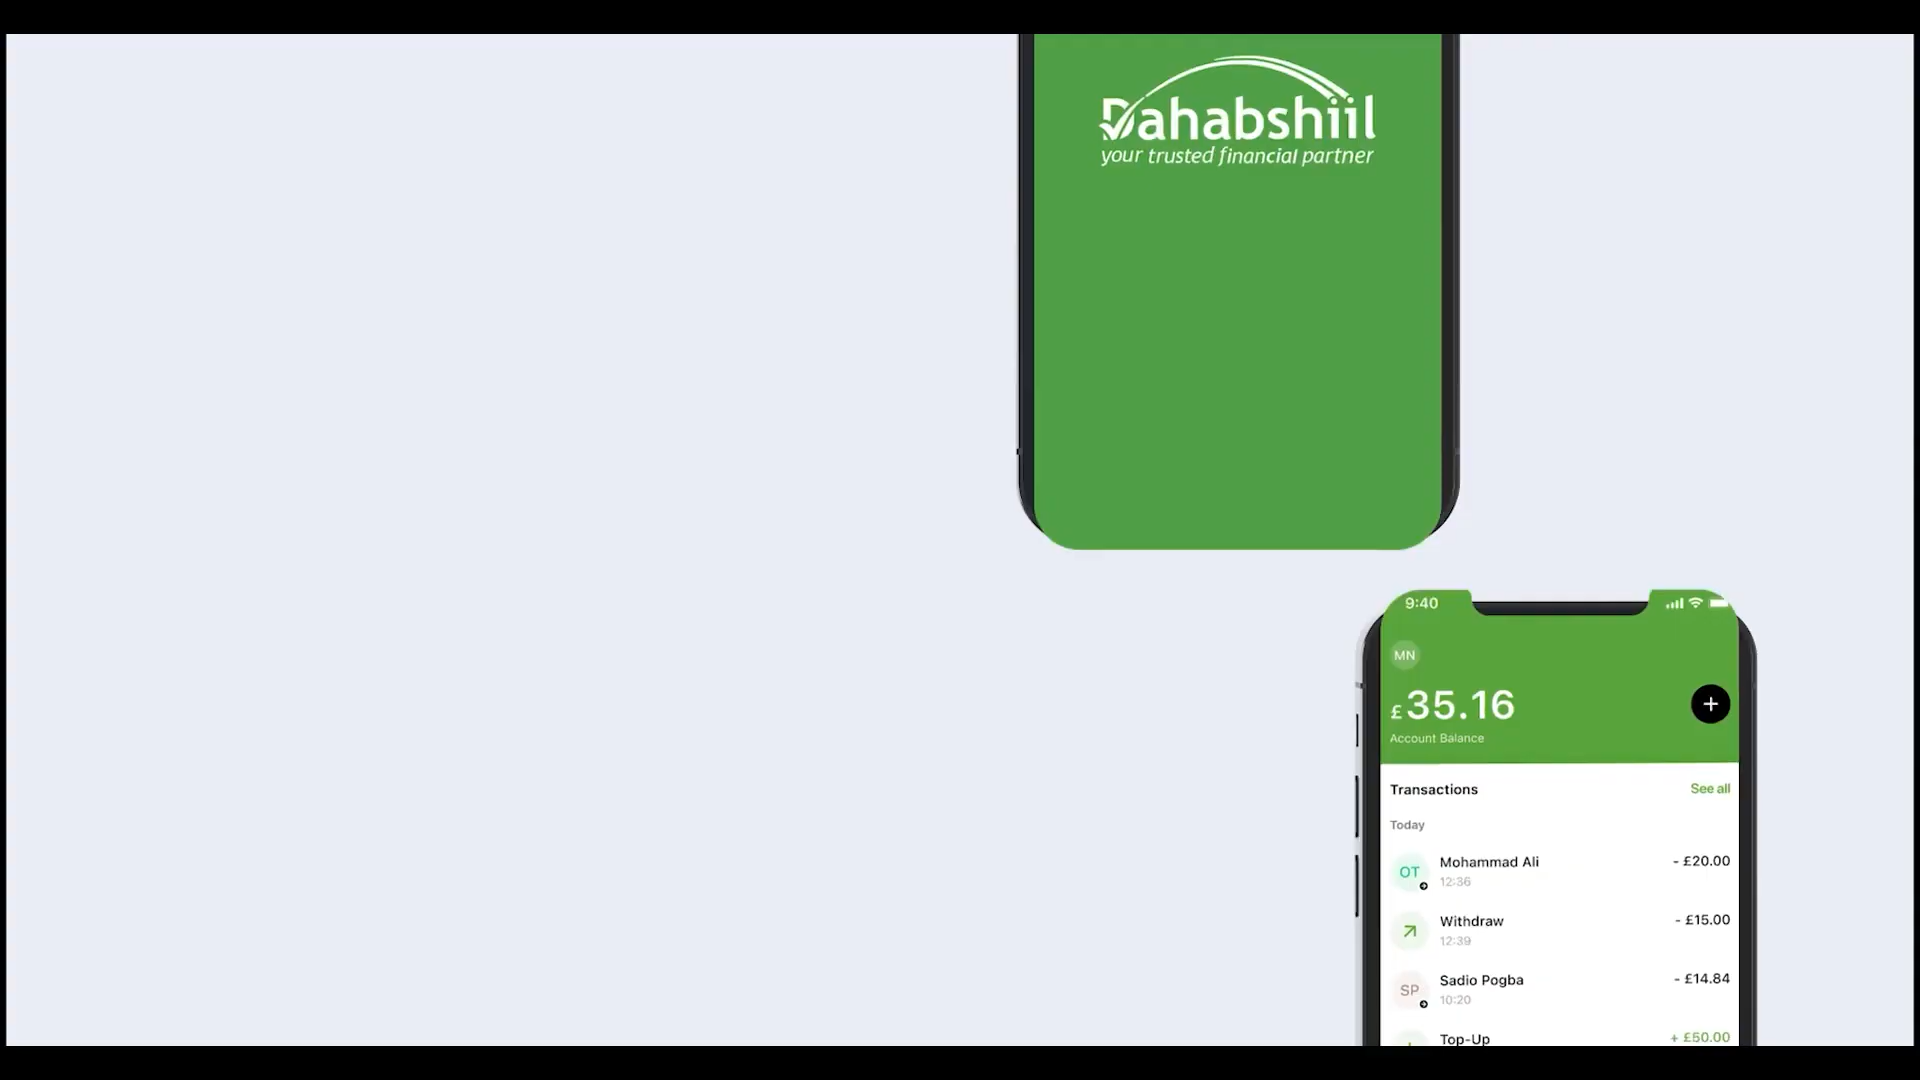 Dahabshiil
your trusted financial partner
9:40
MN
£35.16
+
Account Balance
Transactions
See all
Today
OT
Mohammad Ali
- £20.00
12:36
Withdraw
- £15.00
12:39
SP
Sadio Pogba
- £14.84
10:20
Top-Up
+ £50.00